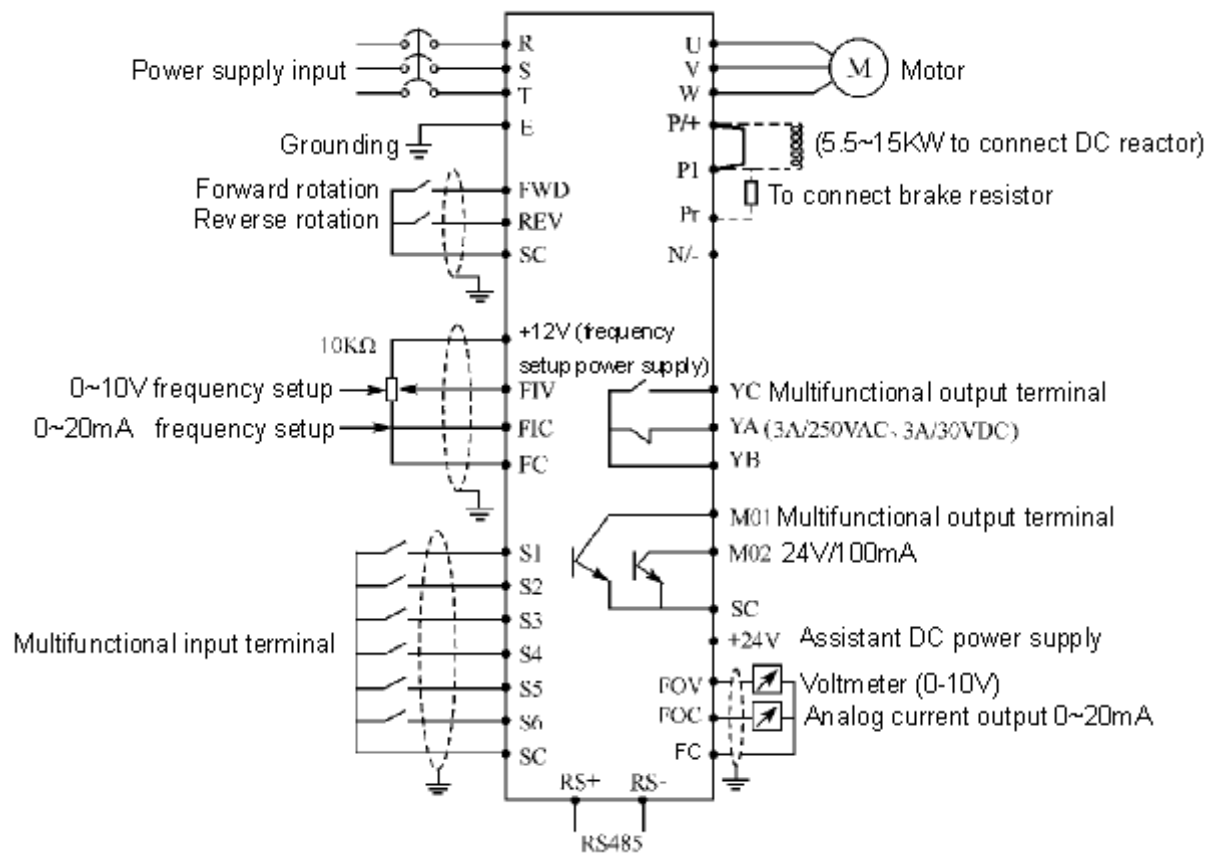 R
U
Power supply input
S
V
M
Motor
T
W
E
P/+
Grounding
(5.5~15KW to connect DC reactor)
Forward rotation
FWD
P1
To connect brake resistor
Reverse rotation
REV
Pr
SC
N/-
10KΩ
+12V (frequency
setup power supply)
0~10V frequency setup
FIV
YC Multifunctional output terminal
0~20mA frequency setup
FIC
YA (3A/250VAC、3A/30VDC)
FC
YB
M01 Multifunctional output terminal
S1
M02 24V/100mA
S2
S3
SC
Multifunctional input terminal
S4
+24V Assistant DC power supply
S5
FOV
Voltmeter (0-10V)
S6
FOC
Analog current output 0~20mA
SC
FC
RS+
RS-
RS485